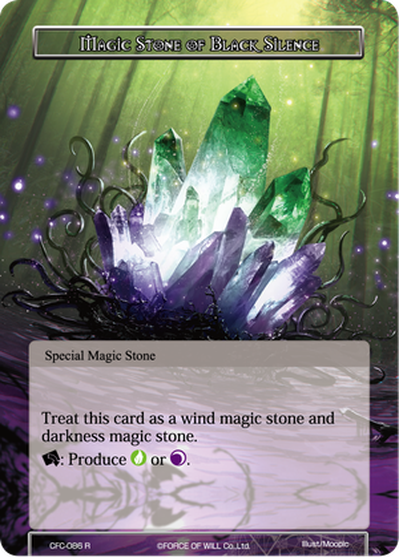 Magic Stone of Black Silence
Special Magic Stone
Treat this card as a wind magic stone and
darkness magic stone.
: Produce or .
CFC-086 R ©FORCE OF WILL Co.,Ltd. Illust/Moopic